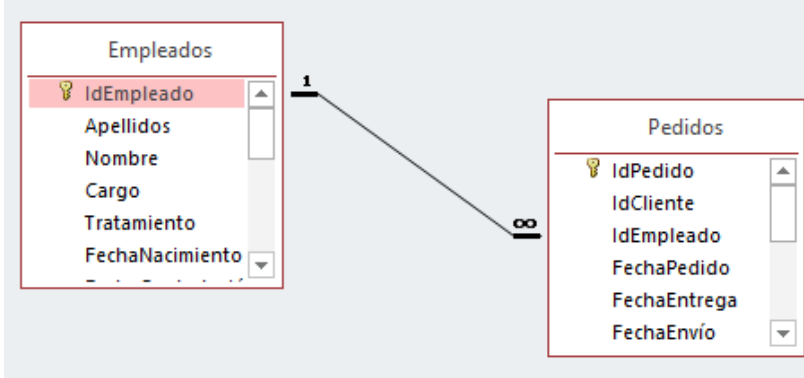 Empleados
IdEmpleado
Apellidos
Nombre
Cargo
Tratamiento
FechaNacimiento
1
∞
Pedidos
IdPedido
IdCliente
IdEmpleado
FechaPedido
FechaEntrega
FechaEnvío